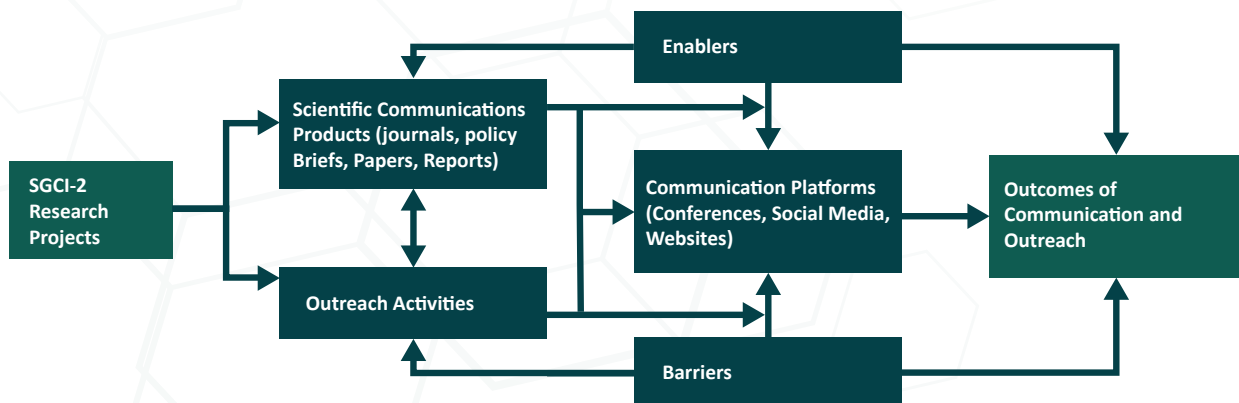 Enablers
Scientific Communications
Products (journals, policy
Briefs, Papers, Reports)
SGCI-2
Research
Projects
Communication Platforms
(Conferences, Social Media,
Websites)
Outcomes of
Communication and
Outreach
Outreach Activities
Barriers